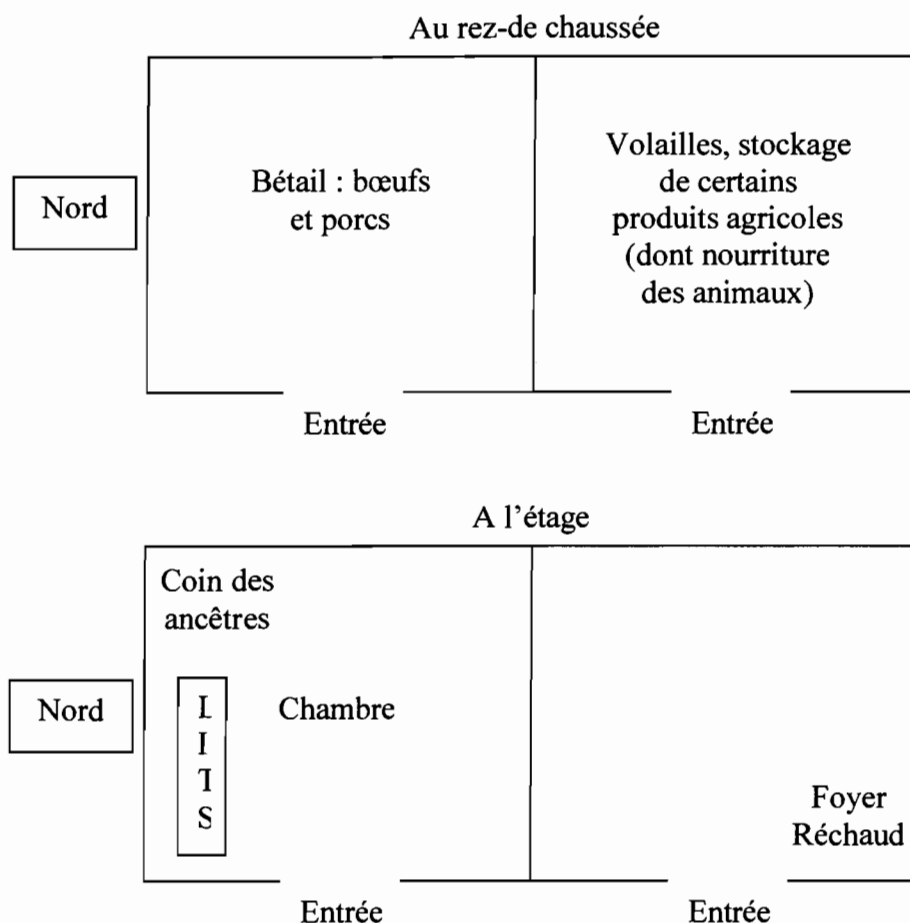 Au rez-de chaussée
Nord
Bétail : bœufs
et porcs
Volailles, stockage
de certains
produits agricoles
(dont nourriture
des animaux)
Entrée
Entrée
A l’étage
Coin des
ancêtres
Nord
L
I
T
S
Chambre
Foyer
Réchaud
Entrée
Entrée